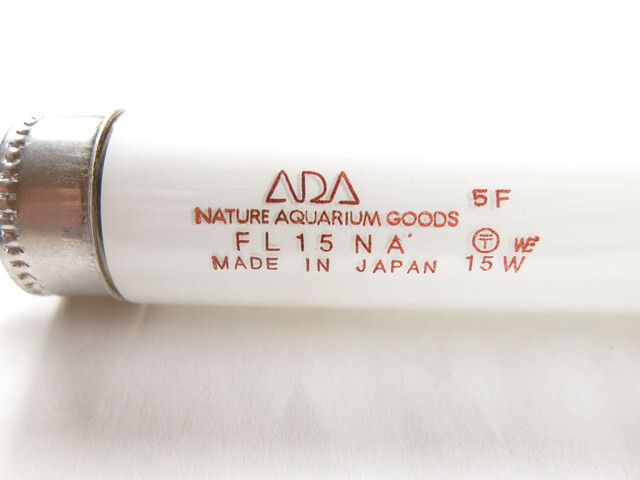 ADA 5F
NATURE AQUARIUM GOODS
FL15NA
MADE IN JAPAN 15W